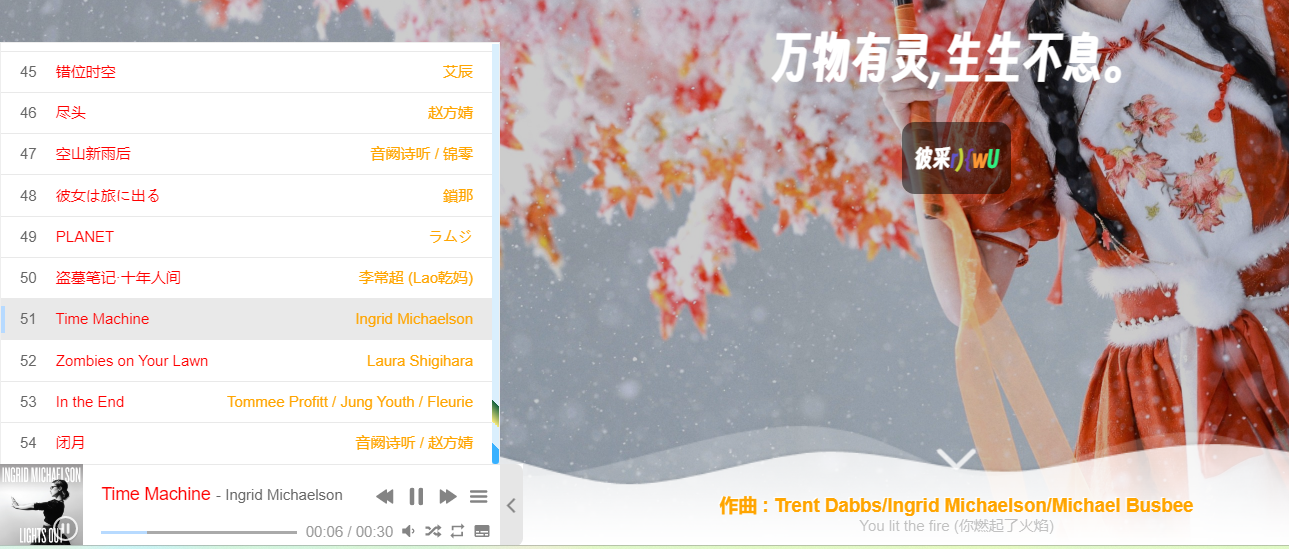 45 错位时空 艾辰
46 尽头 赵方婧
47 空山新雨后 音阙诗听 / 锦零
48 彼女は旅に出る 鎖那
49 PLANET ラムジ
50 盗墓笔记·十年人间 李常超 (Lao乾妈)
51 Time Machine Ingrid Michaelson
52 Zombies on Your Lawn Laura Shigihara
53 In the End Tommee Profitt / Jung Youth / Fleurie
54 闭月 音阙诗听 / 赵方婧
INGRID MICHAELSON
LIGHTS OUT
Time Machine - Ingrid Michaelson
00:06 / 00:30
万物有灵,生生不息。
彼采r)(wU
作曲 : Trent Dabbs/Ingrid Michaelson/Michael Busbee
You lit the fire (你燃起了火焰)